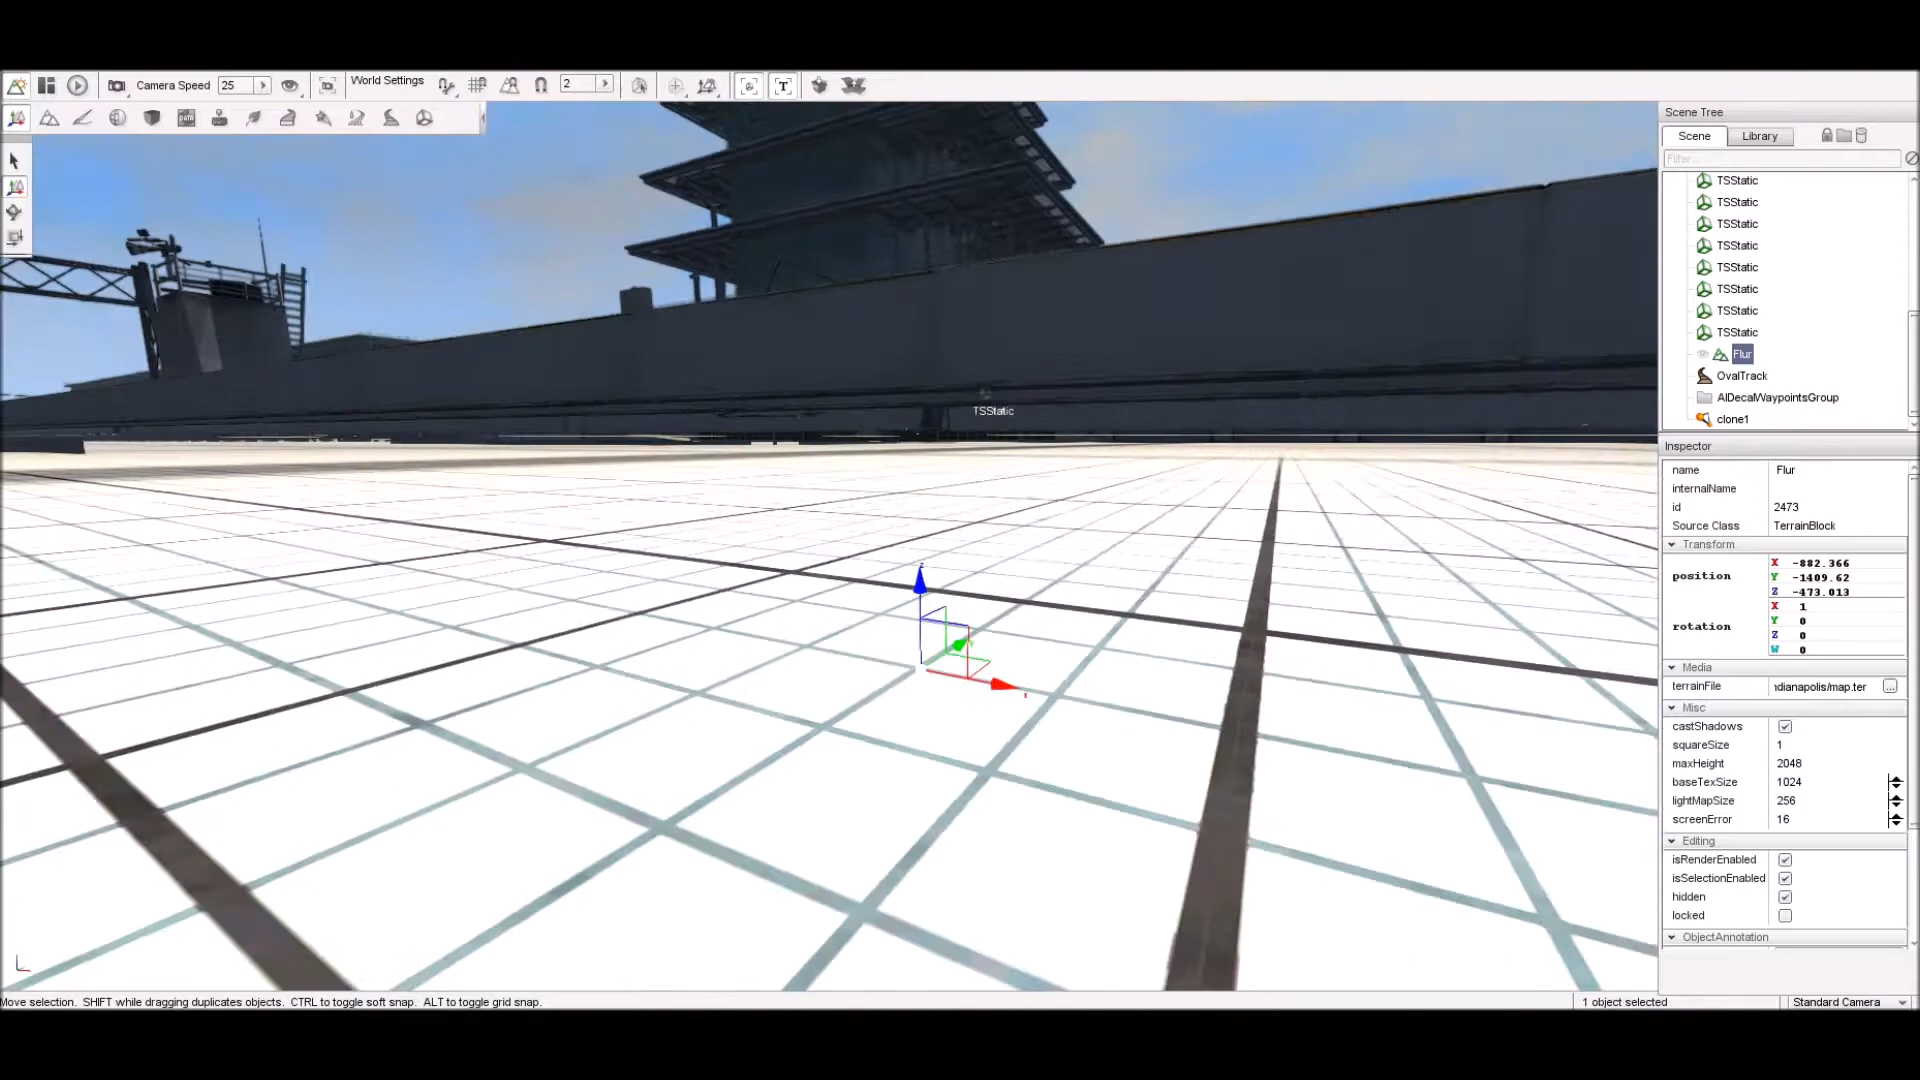 Camera Speed 25 World Settings 2
Scene Tree
Scene Library
Filter...
TSStatic
TSStatic
TSStatic
TSStatic
TSStatic
TSStatic
TSStatic
TSStatic
Flur
OvalTrack
AIDecalWaypointsGroup
clone1
TSStatic
Inspector
name Flur
internalName
id 2473
Source Class TerrainBlock
Transform
position X -882.366
Y -1409.62
Z -473.013
rotation X 1
Y 0
Z 0
W 0
Media
terrainFile ndianapolis/map.ter ...
Misc
castShadows
squareSize 1
maxHeight 2048
baseTexSize 1024
lightMapSize 256
screenError 16
Editing
isRenderEnabled
isSelectionEnabled
hidden
locked
ObjectAnnotation
Move selection. SHIFT while dragging duplicates objects. CTRL to toggle soft snap. ALT to toggle grid snap.
1 object selected Standard Camera